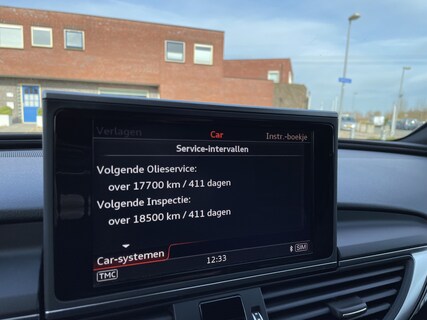 Verlagen Car Instr.-boekje
Service-intervallen
Volgende Olieservice:
over 17700 km / 411 dagen
Volgende Inspectie:
over 18500 km / 411 dagen
Car-systemen
TMC 12:33 SIM